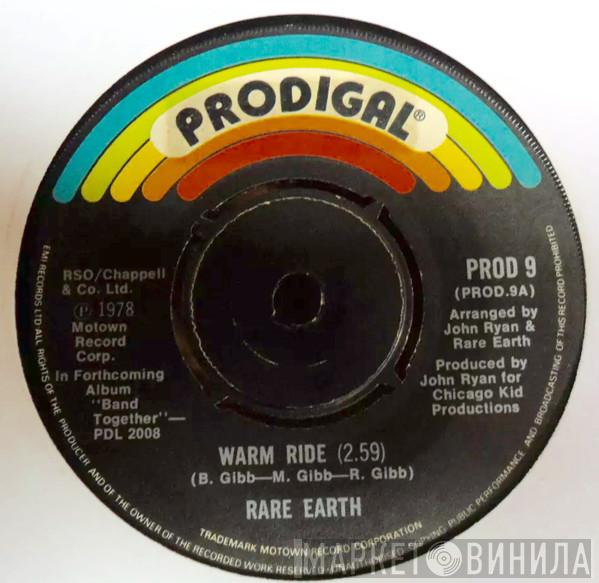 PRODIGAL®
RSO/Chappell
& Co. Ltd.
℗ 1978
Motown
Record
Corp.
In Forthcoming
Album
"Band
Together"—
PDL 2008
PROD 9
(PROD.9A)
Arranged by
John Ryan &
Rare Earth
Produced by
John Ryan for
Chicago Kid
Productions
WARM RIDE (2.59)
(B. Gibb—M. Gibb—R. Gibb)
RARE EARTH
TRADEMARK MOTOWN RECORD CORPORATION
EMI RECORDS LTD ALL RIGHTS OF THE PRODUCER AND OF THE OWNER OF THE RECORDED WORK RESERVED PUBLIC PERFORMANCE AND BROADCASTING OF THIS RECORD PROHIBITED
МАРКЕТ ВИНИЛА